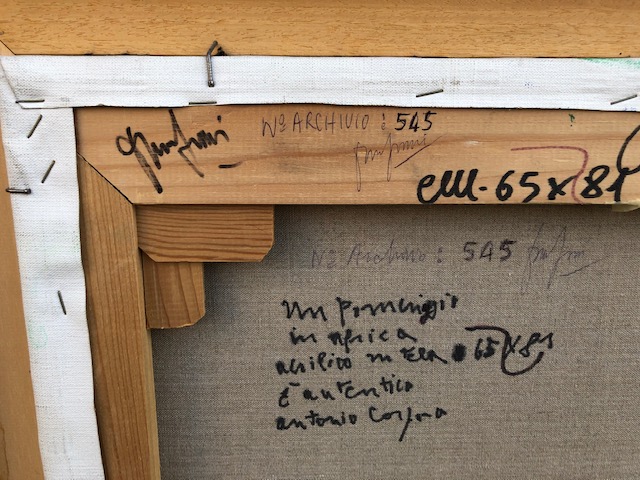 Nº ARCHIVIO: 545
cm. 65x81
Nº Archivio: 545
un pomeriggio
in africa
acrilico su tela 65x81
È autentico
antonio Corpora